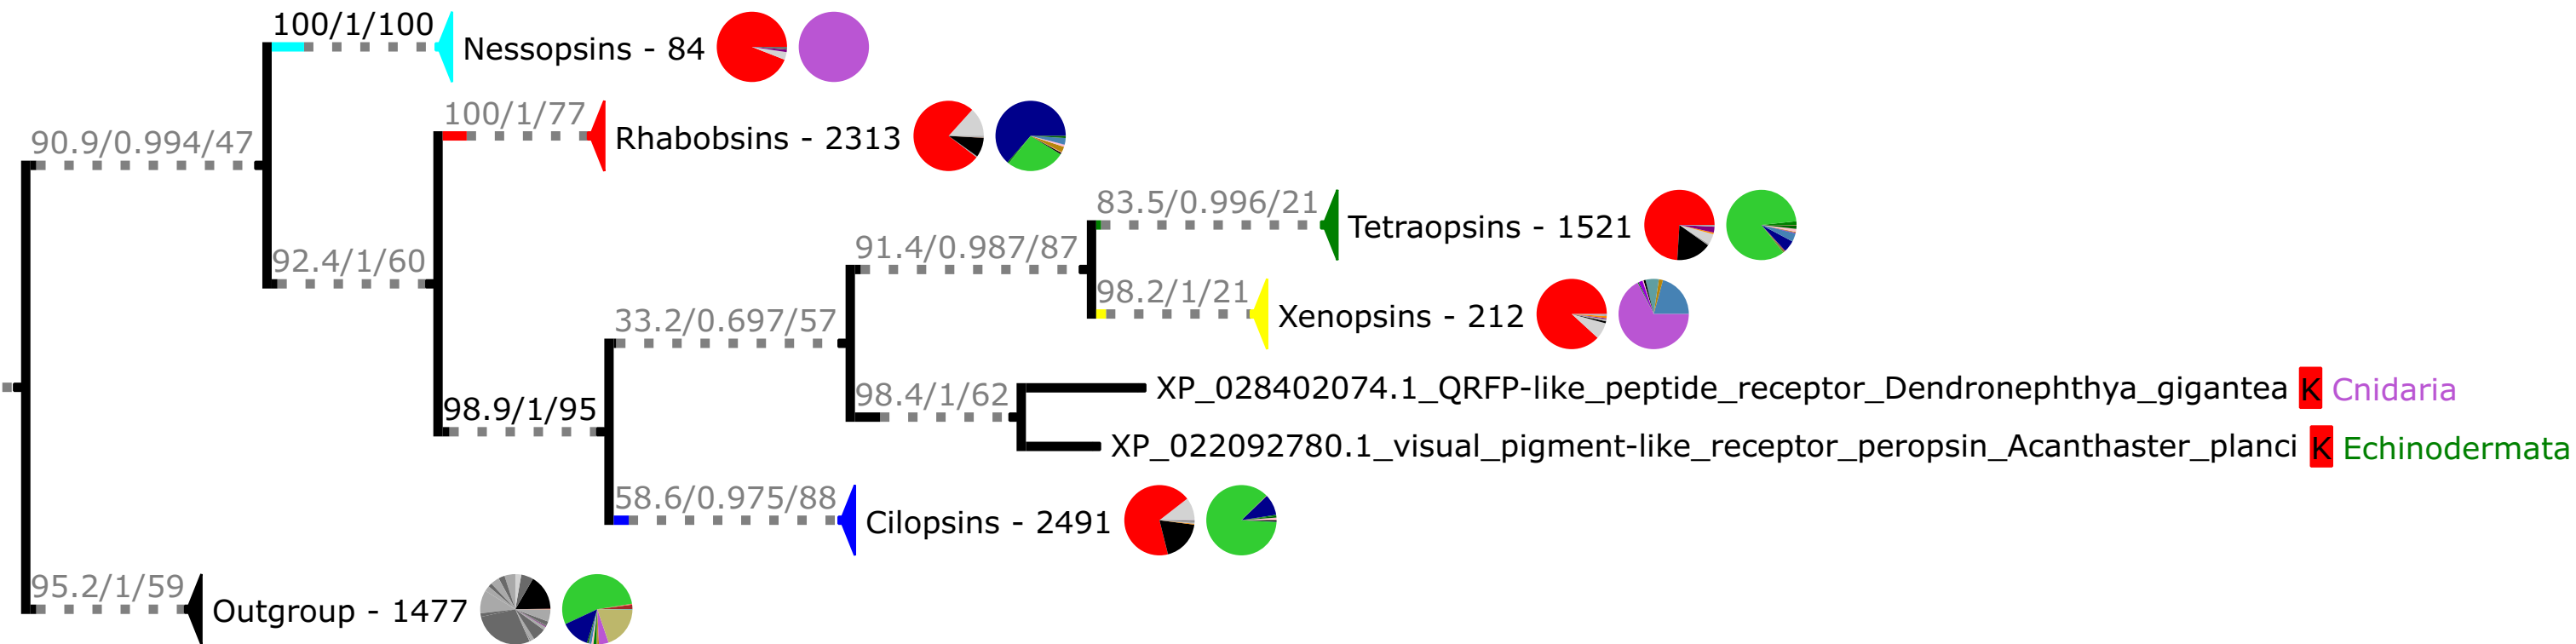 100/1/100
Nessopsins - 84
100/1/77
Rhabobsins - 2313
90.9/0.994/47
83.5/0.996/21
Tetraopsins - 1521
91.4/0.987/87
92.4/1/60
98.2/1/21
Xenopsins - 212
33.2/0.697/57
XP_028402074.1_QRFP-like_peptide_receptor_Dendronephthya_gigantea K Cnidaria
98.4/1/62
98.9/1/95
XP_022092780.1_visual_pigment-like_receptor_peropsin_Acanthaster_planci K Echinodermata
58.6/0.975/88
Cilopsins - 2491
95.2/1/59
Outgroup - 1477